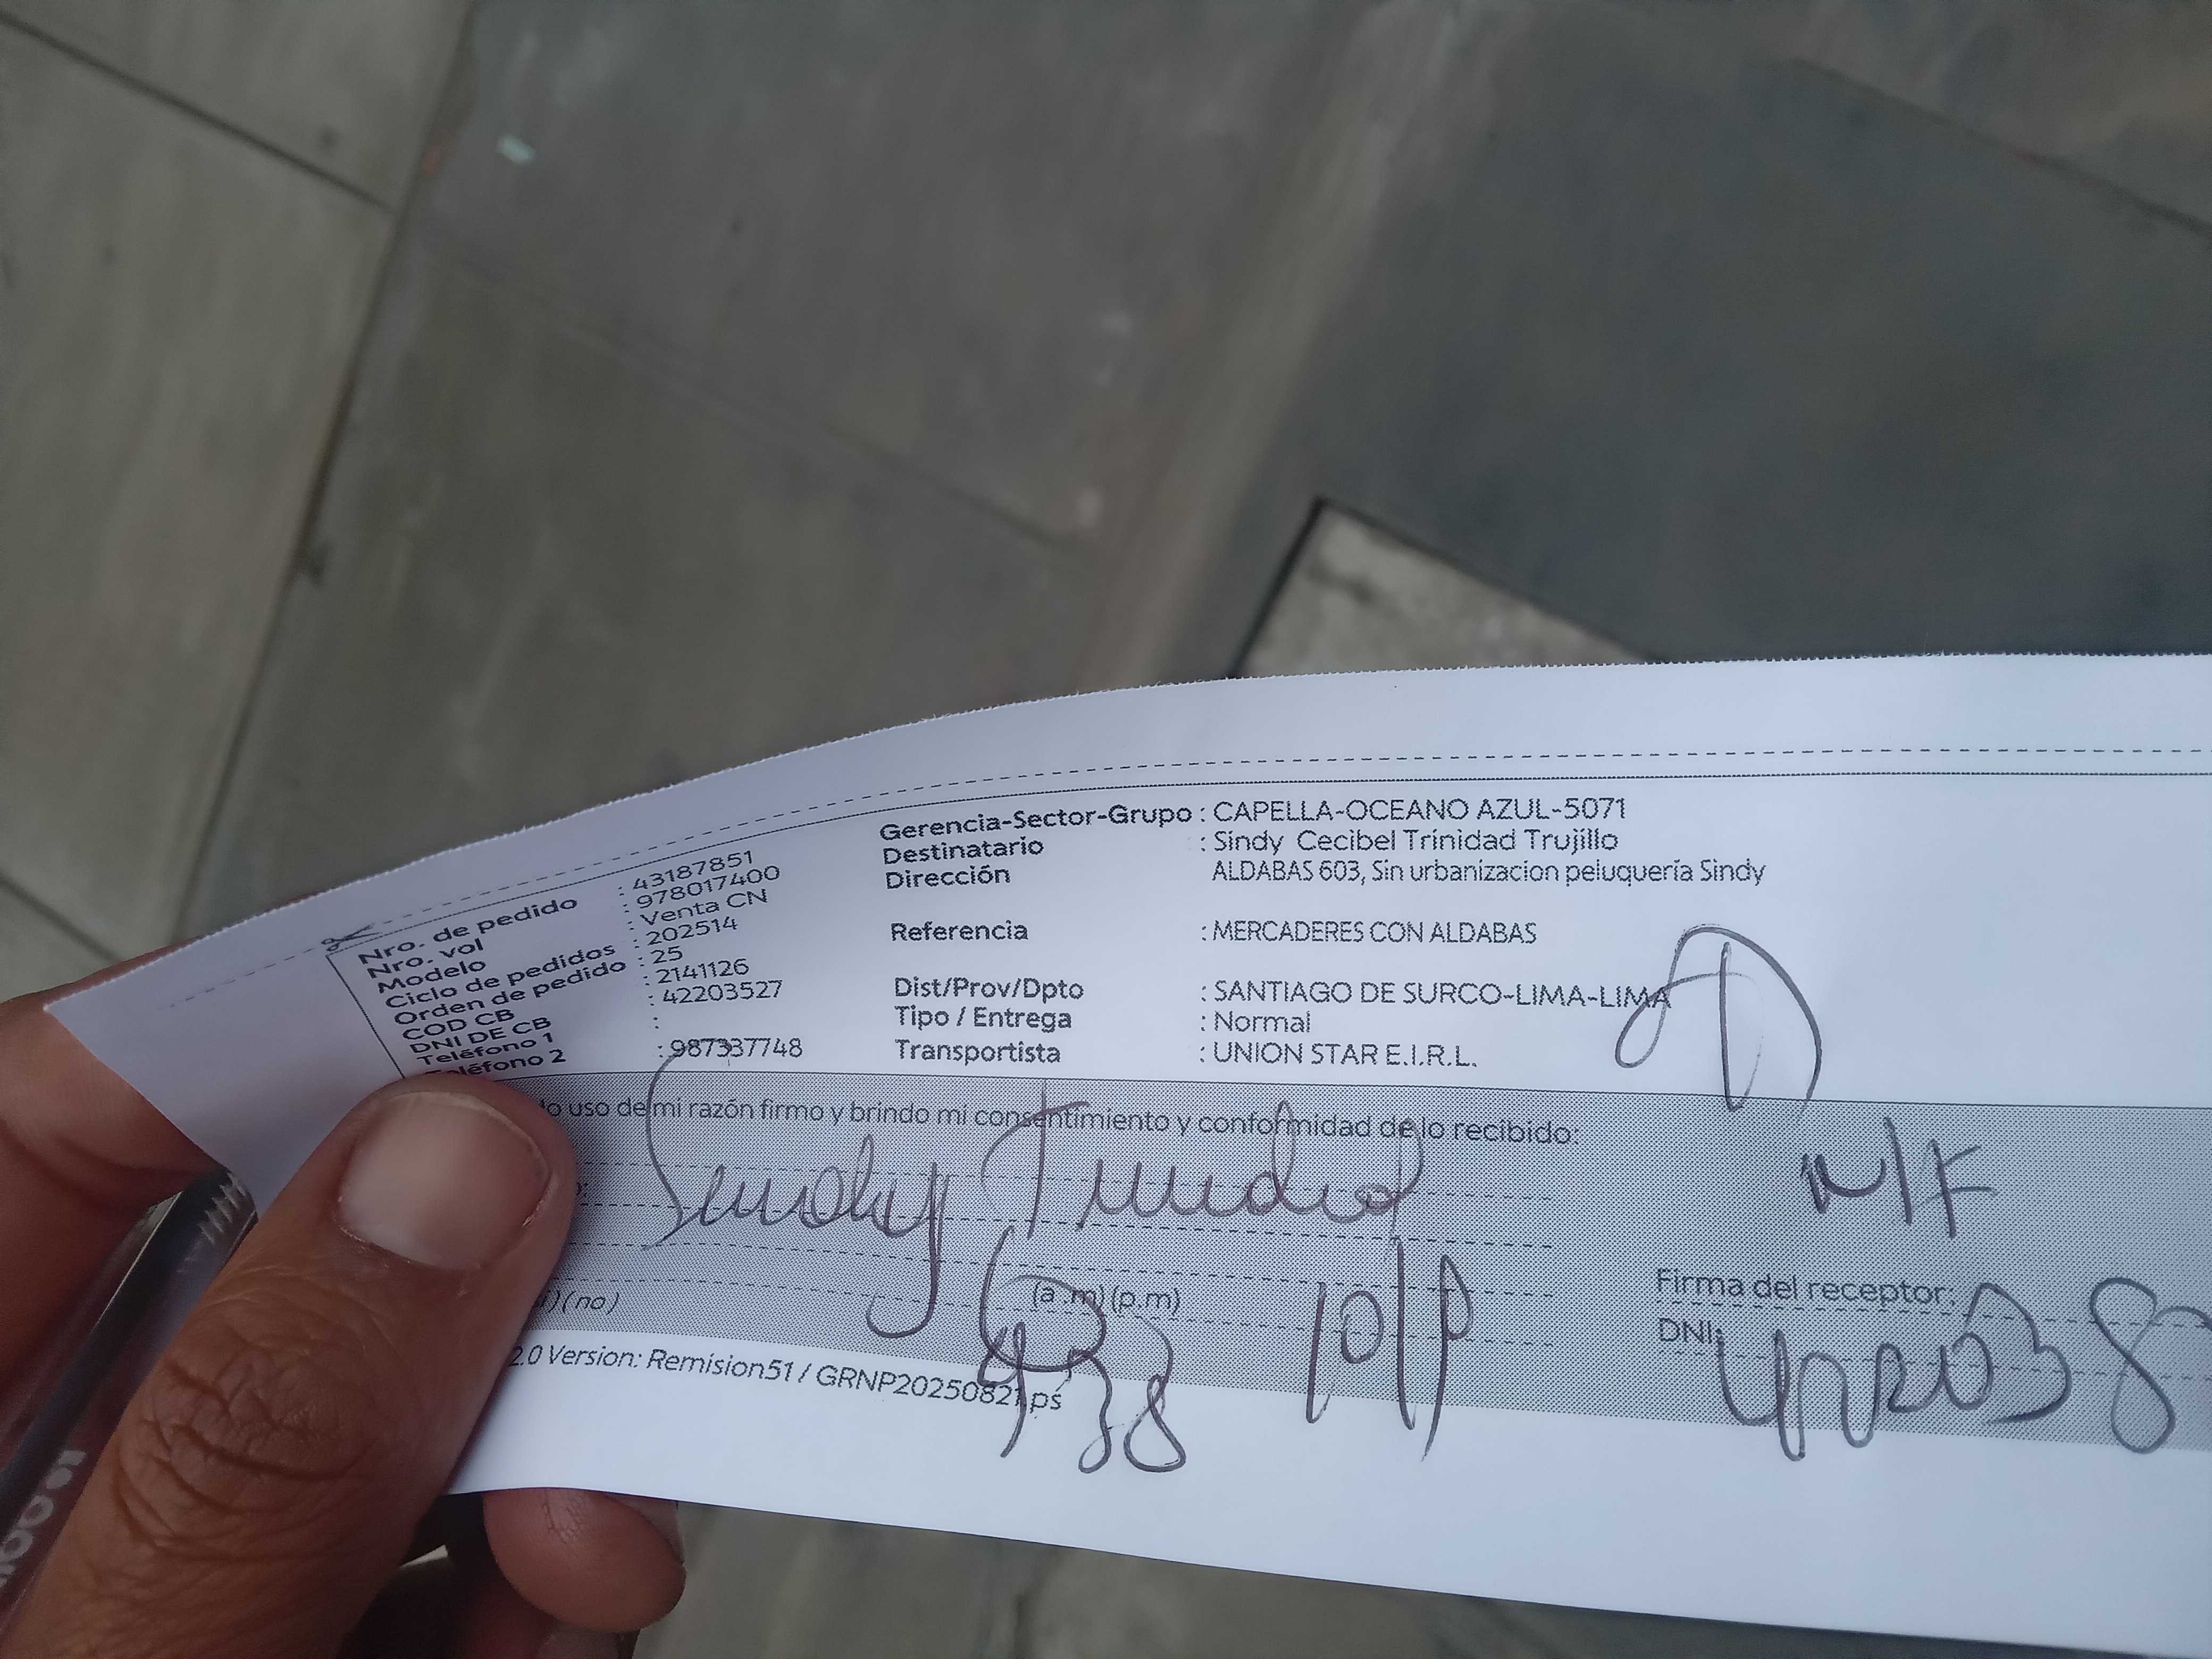 Nro. de pedido : 43187851
Nro. vol : 978017400
Modelo : Venta CN
Ciclo de pedidos : 202514
Orden de pedido : 25
COD CB : 2141126
DNI DE CB : 42203527
Teléfono 1 :
Teléfono 2 : 987337748
Gerencia-Sector-Grupo : CAPELLA-OCEANO AZUL-5071
Destinatario : Sindy Cecibel Trinidad Trujillo
Dirección ALDABAS 603, Sin urbanizacion peluquería Sindy
Referencia : MERCADERES CON ALDABAS
Dist/Prov/Dpto : SANTIAGO DE SURCO-LIMA-LIMA
Tipo / Entrega : Normal
Transportista : UNION STAR E.I.R.L.
uso de mi razón firmo y brindo mi consentimiento y conformidad de lo recibido:
(no) (a.m)(p.m)
Firma del receptor:
DNI:
2.0 Version: Remision51 / GRNP20250821.ps